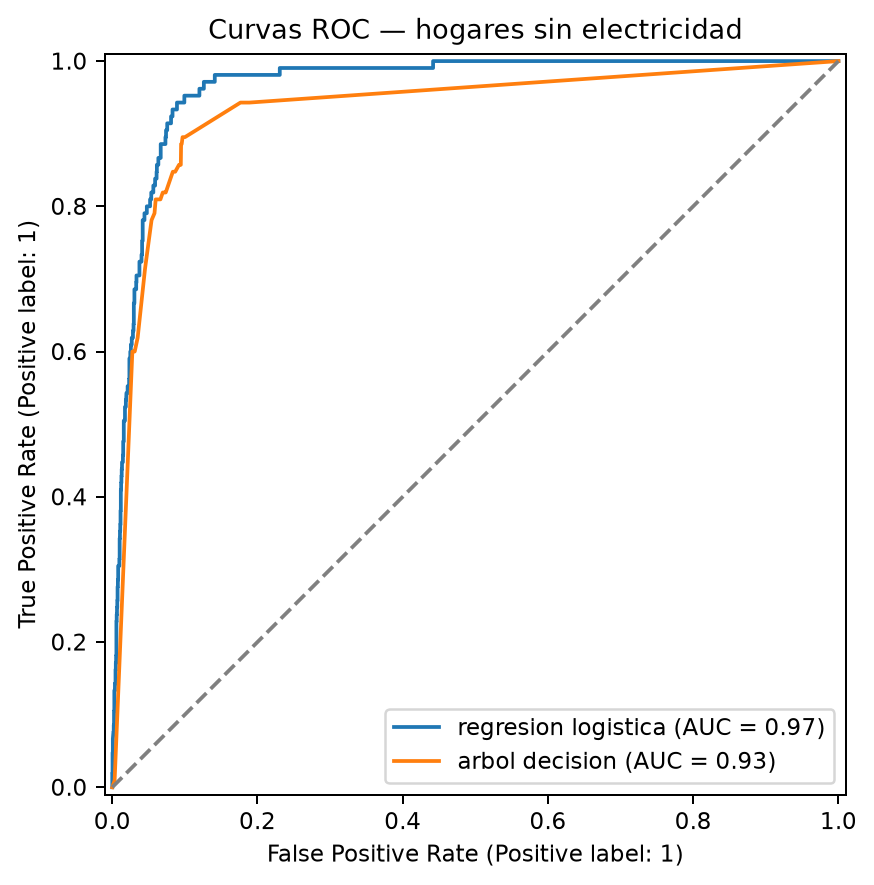 Curvas ROC — hogares sin electricidad
1.0
0.8
0.6
0.4
0.2
0.0
True Positive Rate (Positive label: 1)
regresion logistica (AUC = 0.97)
arbol decision (AUC = 0.93)
0.0 0.2 0.4 0.6 0.8 1.0
False Positive Rate (Positive label: 1)